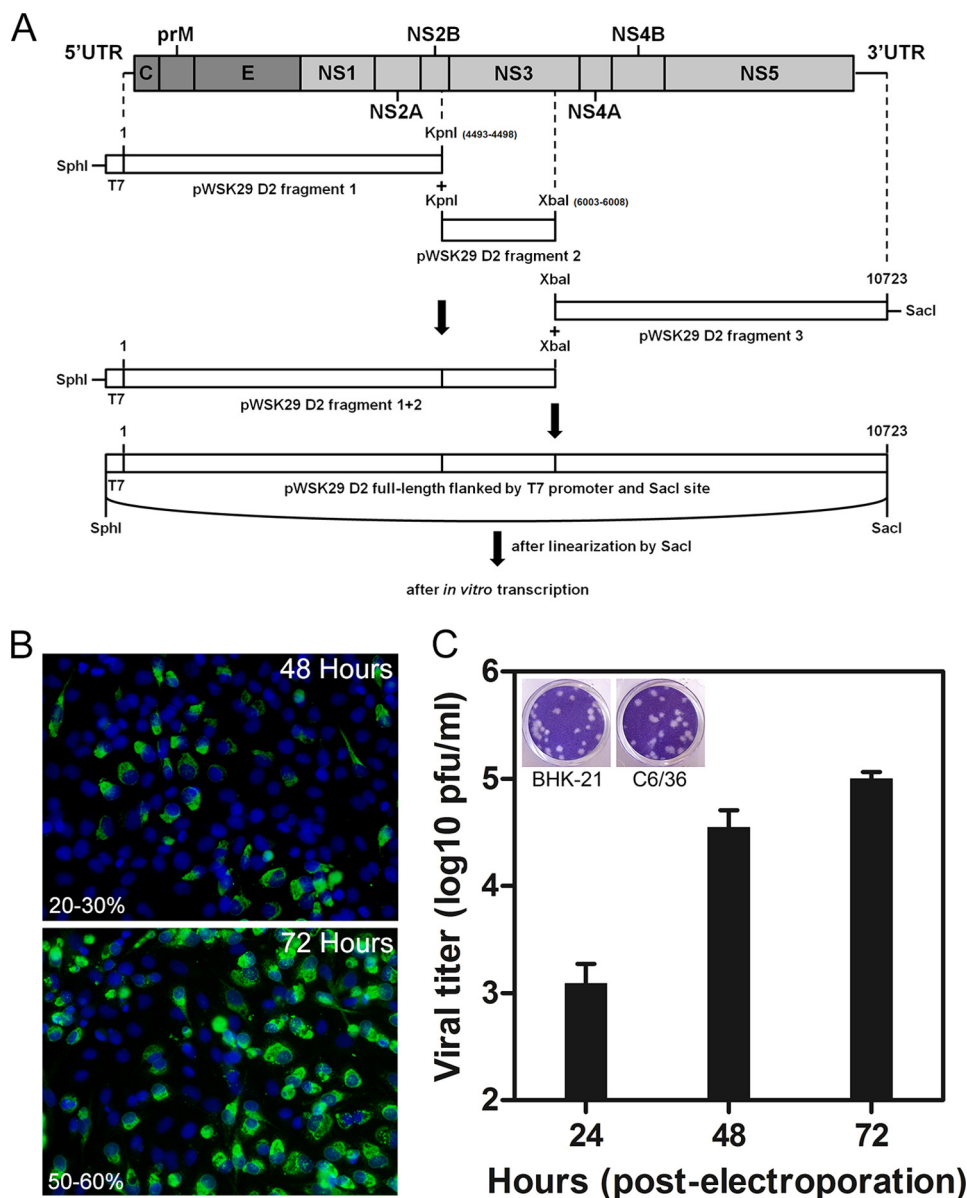 A
5'UTR
prM
NS2B
NS4B
3'UTR
C
E
NS1
NS3
NS5
NS2A
NS4A
1
KpnI (4493-4498)
SphI
T7
pWSK29 D2 fragment 1
+
KpnI
XbaI (6003-6008)
pWSK29 D2 fragment 2
XbaI
10723
SacI
pWSK29 D2 fragment 3
+
XbaI
1
SphI
T7
pWSK29 D2 fragment 1+2
1
10723
T7
pWSK29 D2 full-length flanked by T7 promoter and SacI site
SphI
SacI
after linearization by SacI
after in vitro transcription
B
48 Hours
20-30%
72 Hours
50-60%
C
Viral titer (log10 pfu/ml)
6
5
4
3
2
BHK-21
C6/36
24
48
72
Hours (post-electroporation)